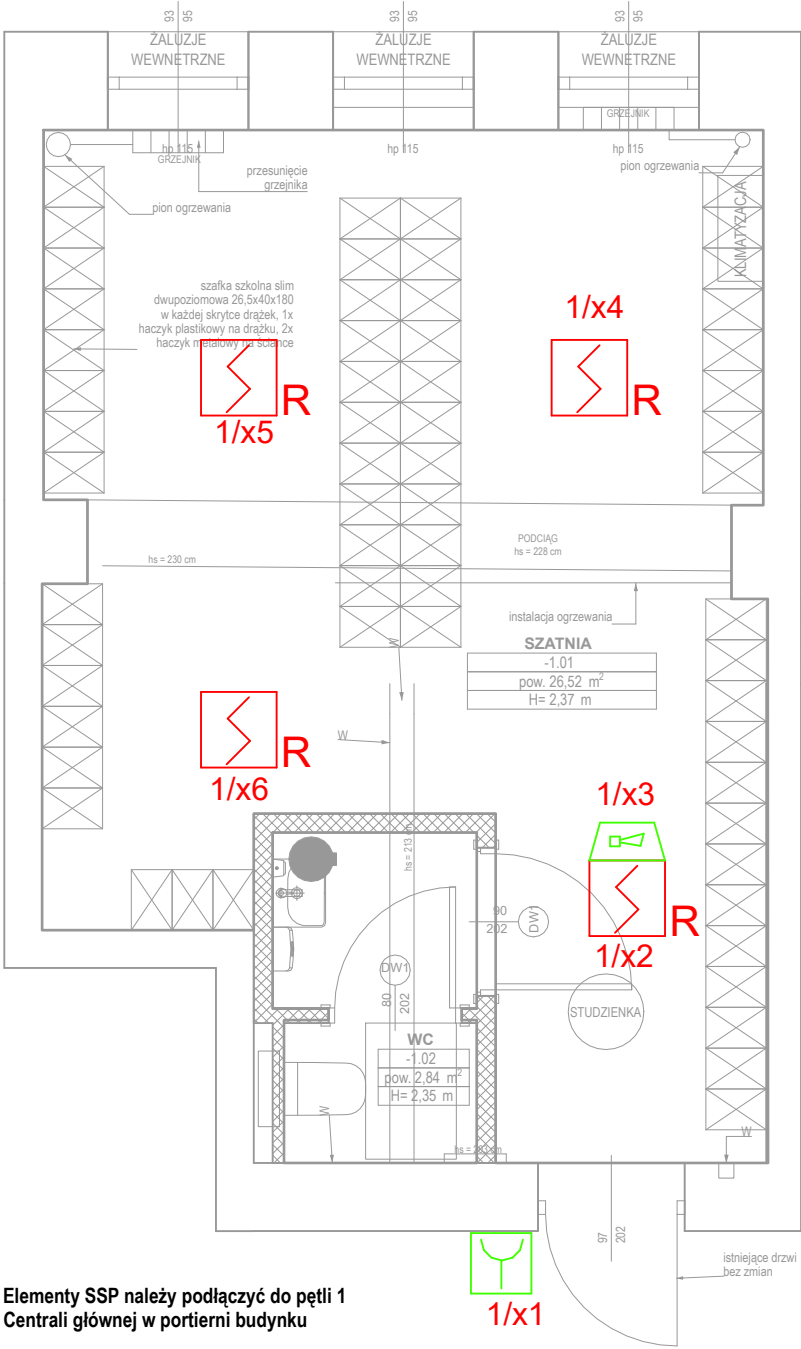 93 95
93 95
93 95
ŻALUZJE
WEWNĘTRZNE
ŻALUZJE
WEWNĘTRZNE
ŻALUZJE
WEWNĘTRZNE
GRZEJNIK
hp 115
GRZEJNIK
hp 115
hp 115
przesunięcie
grzejnika
pion ogrzewania
pion ogrzewania
KLIMATYZACJA
szafka szkolna slim
dwupoziomowa 26,5x40x180
w każdej skrytce drążek, 1x
haczyk plastikowy na drążku, 2x
haczyk metalowy na ściance
1/x4
R
R
1/x5
PODCIĄG
hs = 228 cm
hs = 230 cm
instalacja ogrzewania
SZATNIA
-1.01
pow. 26,52 m²
H= 2,37 m
W
W
R
1/x6
1/x3
hs = 213 cm
R
1/x2
90
202
DW1
DW1
80
202
STUDZIENKA
WC
-1.02
pow. 2,84 m²
H= 2,35 m
W
W
97
202
istniejące drzwi
bez zmian
1/x1
Elementy SSP należy podłączyć do pętli 1
Centrali głównej w portierni budynku